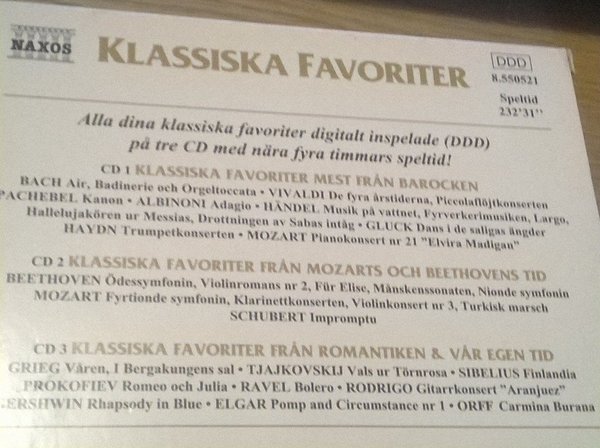 NAXOS
KLASSISKA FAVORITER
DDD
8.550521
Speltid
232'31"
Alla dina klassiska favoriter digitalt inspelade (DDD)
på tre CD med nära fyra timmars speltid!
CD 1 KLASSISKA FAVORITER MEST FRÅN BAROCKEN
BACH Air, Badinerie och Orgeltoccata • VIVALDI De fyra årstiderna, Piccolaflöjtkonserten
PACHEBEL Kanon • ALBINONI Adagio • HÄNDEL Musik på vattnet, Fyrverkerimusiken, Largo,
Hallelujakören ur Messias, Drottningen av Sabas intåg • GLUCK Dans i de saligas ängder
HAYDN Trumpetkonserten • MOZART Pianokonsert nr 21 "Elvira Madigan"
CD 2 KLASSISKA FAVORITER FRÅN MOZARTS OCH BEETHOVENS TID
BEETHOVEN Ödessymfonin, Violinromans nr 2, Für Elise, Månskenssonaten, Nionde symfonin
MOZART Fyrtionde symfonin, Klarinettkonserten, Violinkonsert nr 3, Turkisk marsch
SCHUBERT Impromptu
CD 3 KLASSISKA FAVORITER FRÅN ROMANTIKEN & VÅR EGEN TID
GRIEG Våren, I Bergakungens sal • TJAJKOVSKIJ Vals ur Törnrosa • SIBELIUS Finlandia
PROKOFIEV Romeo och Julia • RAVEL Bolero • RODRIGO Gitarrkonsert "Aranjuez"
ERSHWIN Rhapsody in Blue • ELGAR Pomp and Circumstance nr 1 • ORFF Carmina Burana